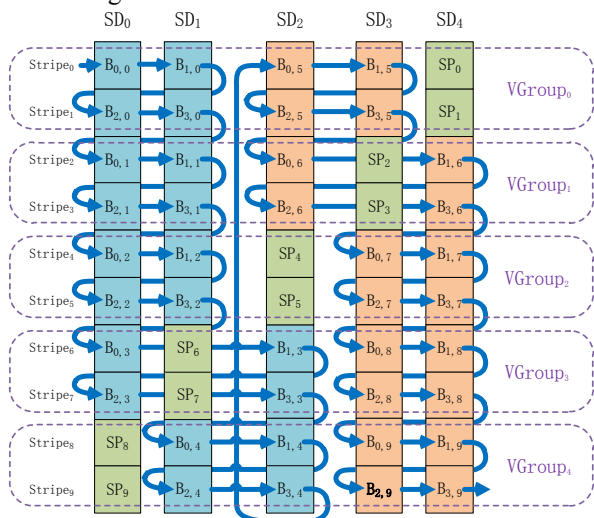 SD0 SD1 SD2 SD3 SD4
Stripe0 B0,0 B1,0 B0,5 B1,5 SP0
VGroup0
Stripe1 B2,0 B3,0 B2,5 B3,5 SP1
Stripe2 B0,1 B1,1 B0,6 SP2 B1,6
VGroup1
Stripe3 B2,1 B3,1 B2,6 SP3 B3,6
Stripe4 B0,2 B1,2 SP4 B0,7 B1,7
VGroup2
Stripe5 B2,2 B3,2 SP5 B2,7 B3,7
Stripe6 B0,3 SP6 B1,3 B0,8 B1,8
VGroup3
Stripe7 B2,3 SP7 B3,3 B2,8 B3,8
Stripe8 SP8 B0,4 B1,4 B0,9 B1,9
VGroup4
Stripe9 SP9 B2,4 B3,4 B2,9 B3,9